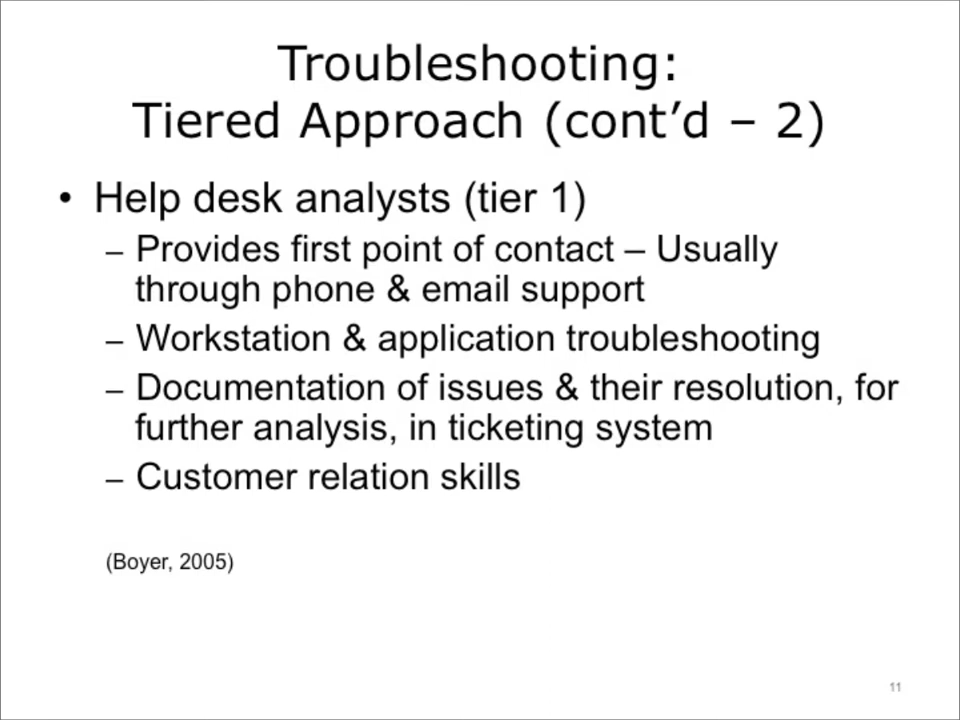 Troubleshooting:
Tiered Approach (cont’d – 2)
• Help desk analysts (tier 1)
– Provides first point of contact – Usually
through phone & email support
– Workstation & application troubleshooting
– Documentation of issues & their resolution, for
further analysis, in ticketing system
– Customer relation skills
(Boyer, 2005)
11